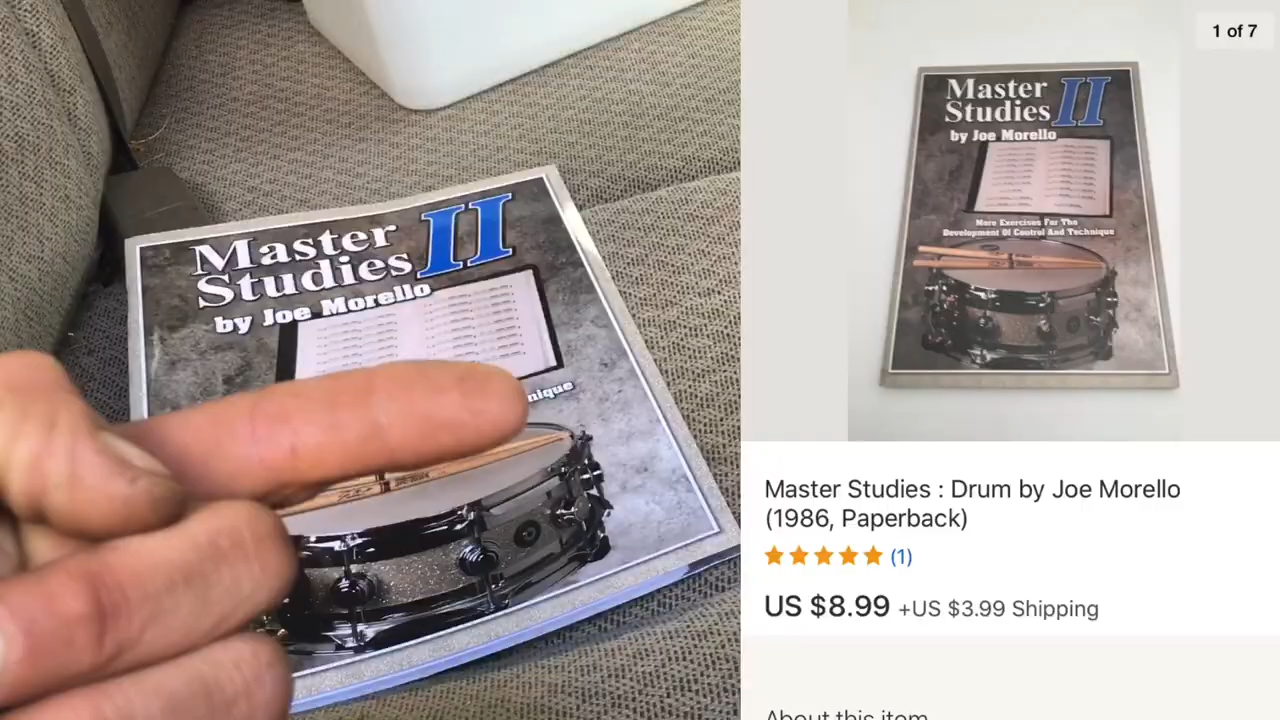 Master
Studies II
by Joe Morello
nique
1 of 7
Master
Studies II
by Joe Morello
More Exercises For The
Development Of Control And Technique
Master Studies : Drum by Joe Morello
(1986, Paperback)
(1)
US $8.99 +US $3.99 Shipping
About this item